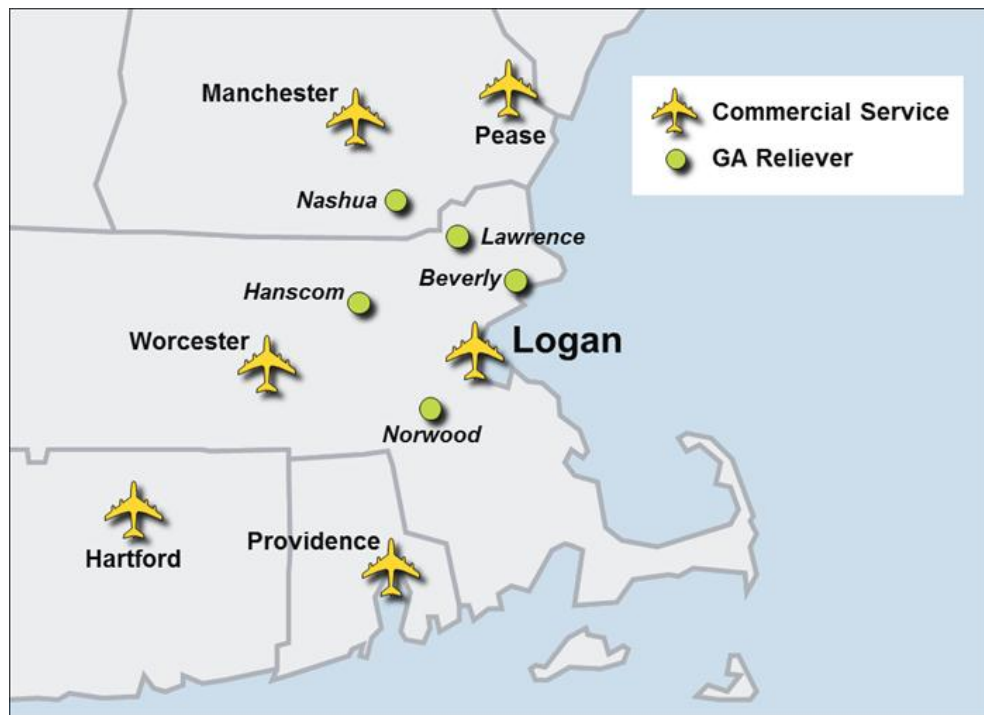 Manchester
Pease
Commercial Service
GA Reliever
Nashua
Lawrence
Beverly
Hanscom
Worcester
Logan
Norwood
Providence
Hartford